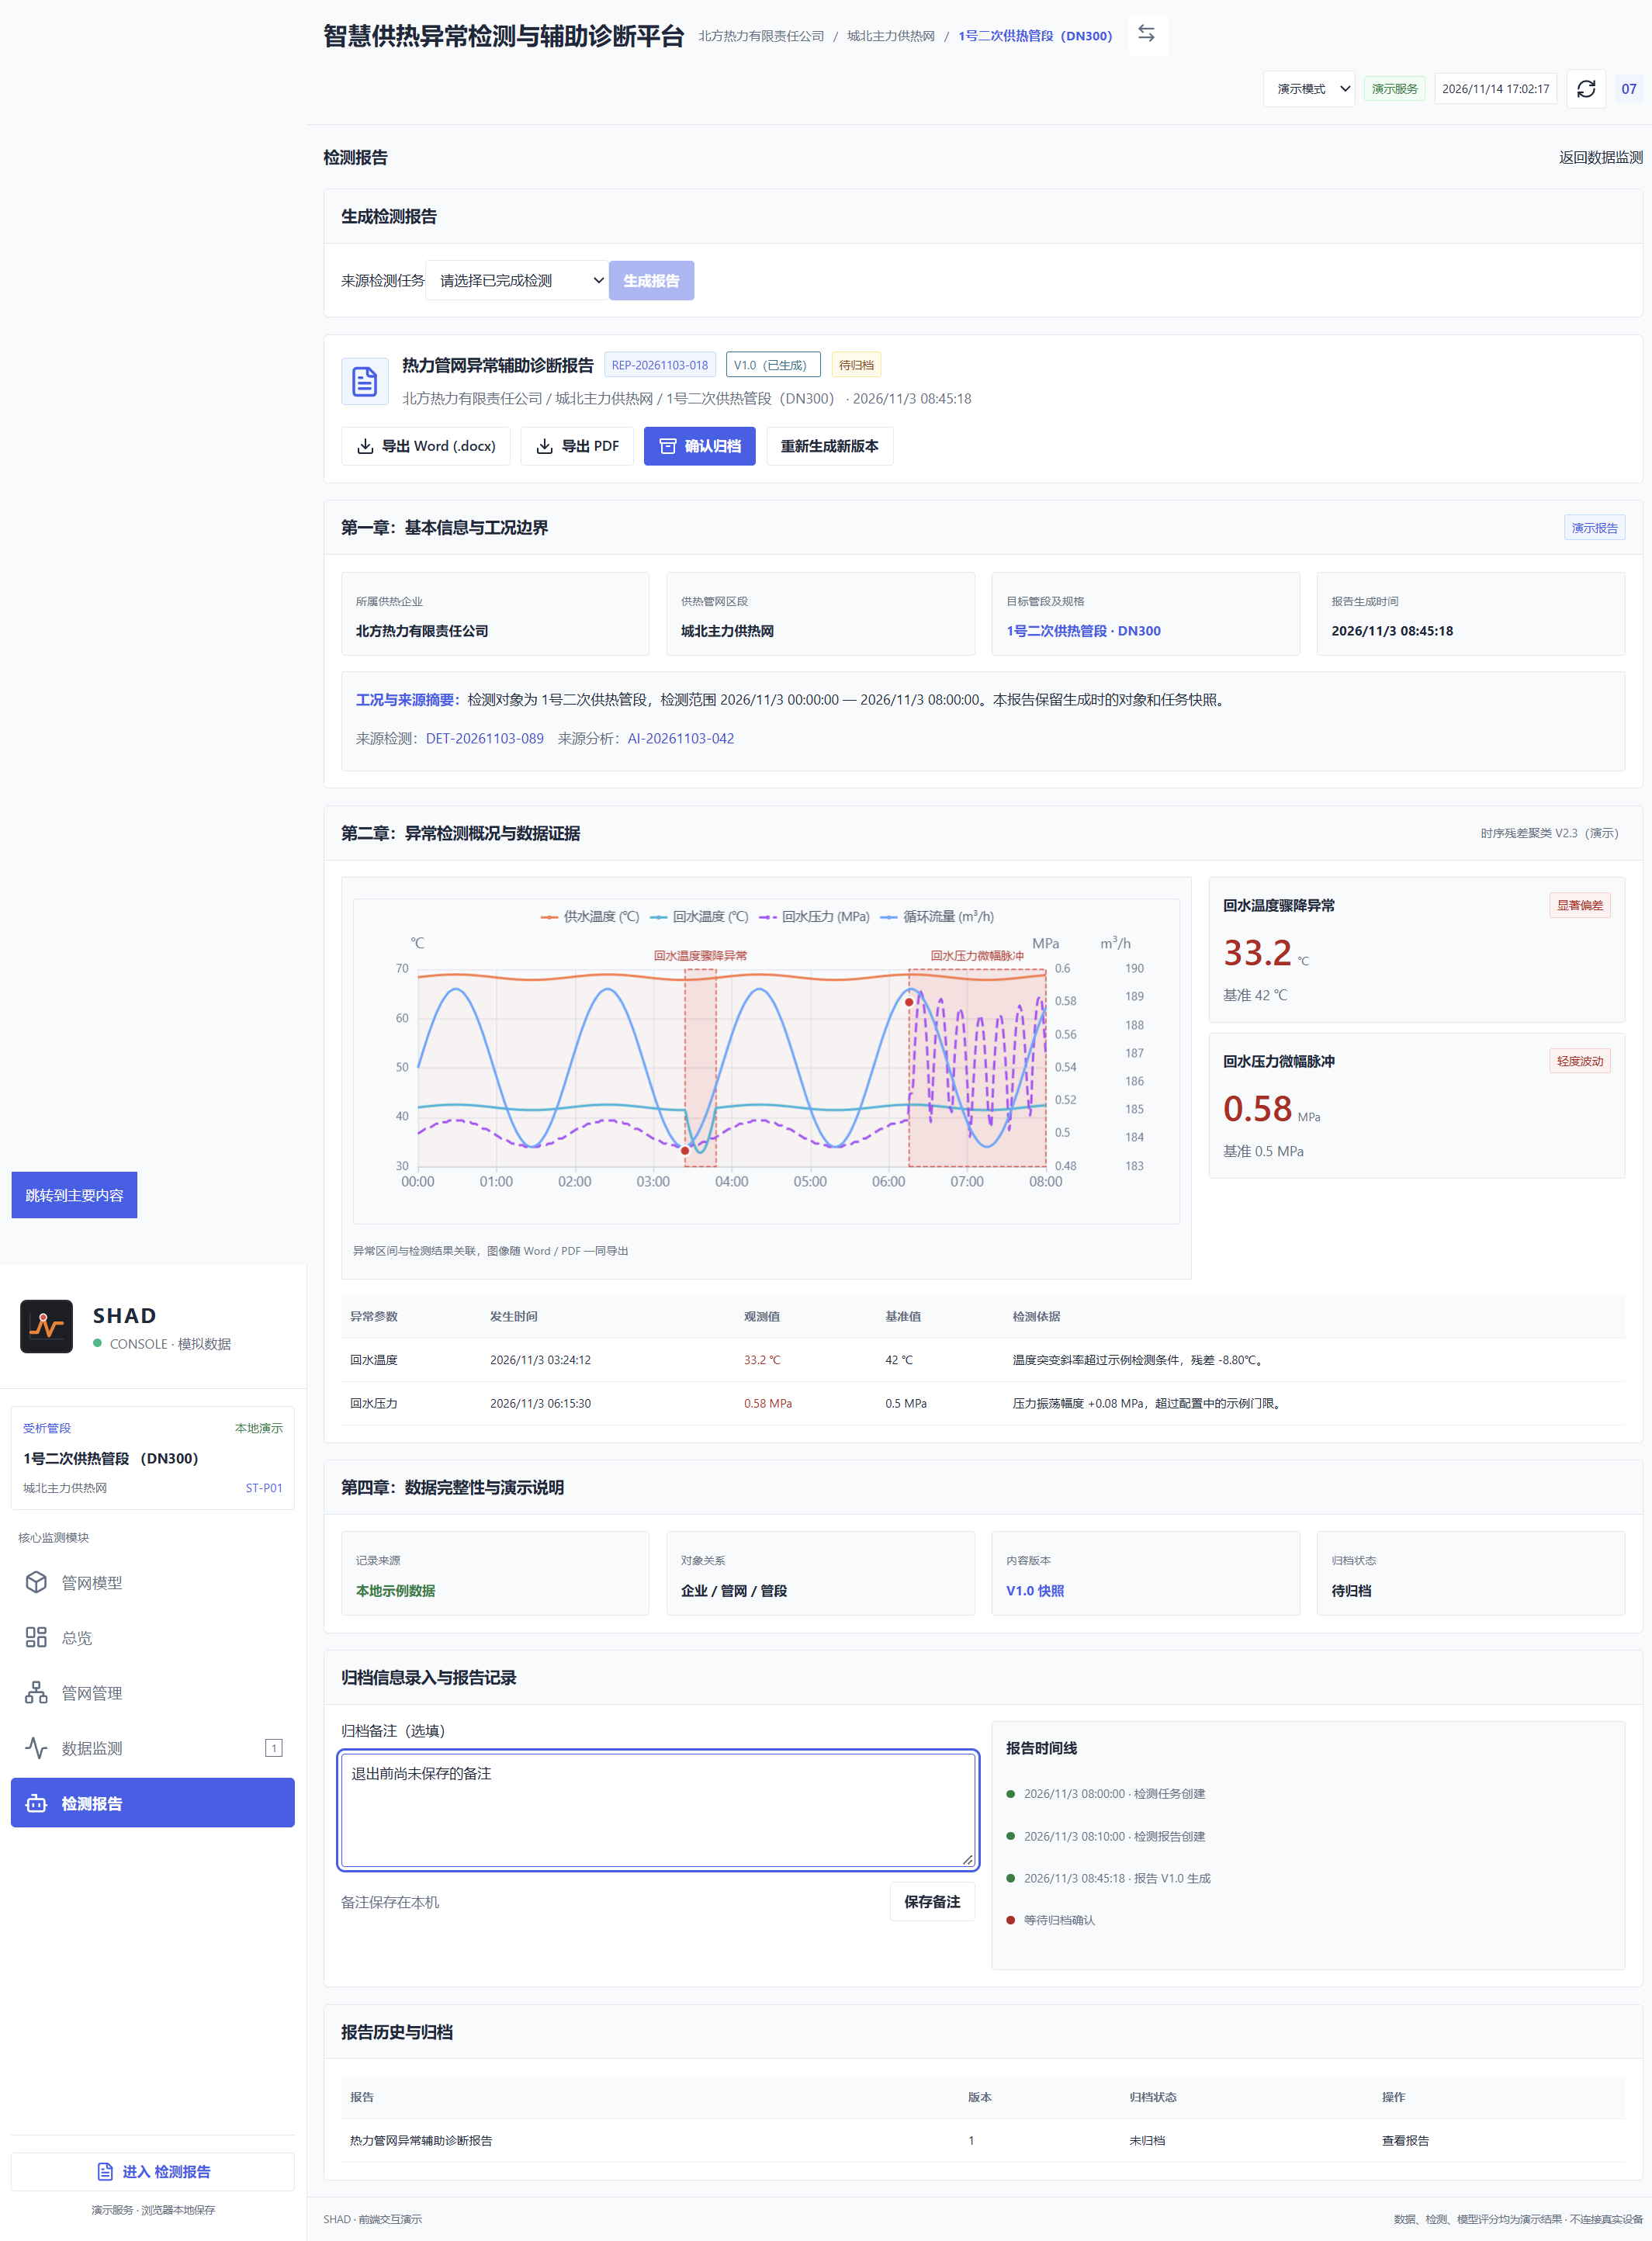 智慧供热异常检测与辅助诊断平台
北方热力有限责任公司 / 城北主力供热网 / 1号二次供热管段（DN300）
演示模式 演示服务 2026/11/14 17:02:17 07
检测报告 返回数据监测
生成检测报告
来源检测任务 请选择已完成检测 生成报告
热力管网异常辅助诊断报告 REP-20261103-018 V1.0（已生成） 待归档
北方热力有限责任公司 / 城北主力供热网 / 1号二次供热管段（DN300） · 2026/11/3 08:45:18
导出 Word (.docx) 导出 PDF 确认归档 重新生成新版本
第一章：基本信息与工况边界 演示报告
所属供热企业
北方热力有限责任公司
供热管网区段
城北主力供热网
目标管段及规格
1号二次供热管段 · DN300
报告生成时间
2026/11/3 08:45:18
工况与来源摘要：检测对象为 1号二次供热管段，检测范围 2026/11/3 00:00:00 — 2026/11/3 08:00:00。本报告保留生成时的对象和任务快照。
来源检测：DET-20261103-089 来源分析：AI-20261103-042
第二章：异常检测概况与数据证据 时序残差聚类 V2.3（演示）
供水温度 (℃) 回水温度 (℃) 回水压力 (MPa) 循环流量 (m³/h)
℃ MPa m³/h
回水温度骤降异常 回水压力微幅脉冲
70 0.6 190
0.58 189
60 0.56 188
50 0.54 187
186
40 0.52 185
0.5 184
30 0.48 183
00:00 01:00 02:00 03:00 04:00 05:00 06:00 07:00 08:00
异常区间与检测结果关联，图像随 Word / PDF 一同导出
回水温度骤降异常 显著偏差
33.2 ℃
基准 42 ℃
回水压力微幅脉冲 轻度波动
0.58 MPa
基准 0.5 MPa
异常参数 发生时间 观测值 基准值 检测依据
回水温度 2026/11/3 03:24:12 33.2 ℃ 42 ℃ 温度突变斜率超过示例检测条件，残差 -8.80℃。
回水压力 2026/11/3 06:15:30 0.58 MPa 0.5 MPa 压力振荡幅度 +0.08 MPa，超过配置中的示例门限。
第四章：数据完整性与演示说明
记录来源
本地示例数据
对象关系
企业 / 管网 / 管段
内容版本
V1.0 快照
归档状态
待归档
归档信息录入与报告记录
归档备注（选填）
退出前尚未保存的备注
备注保存在本机 保存备注
报告时间线
2026/11/3 08:00:00 · 检测任务创建
2026/11/3 08:10:00 · 检测报告创建
2026/11/3 08:45:18 · 报告 V1.0 生成
等待归档确认
报告历史与归档
报告 版本 归档状态 操作
热力管网异常辅助诊断报告 1 未归档 查看报告
SHAD · 前端交互演示 数据、检测、模型评分均为演示结果 · 不连接真实设备
跳转到主要内容
SHAD
CONSOLE · 模拟数据
受析管段 本地演示
1号二次供热管段 （DN300）
城北主力供热网 ST-P01
核心监测模块
管网模型
总览
管网管理
数据监测 1
检测报告
进入 检测报告
演示服务 · 浏览器本地保存